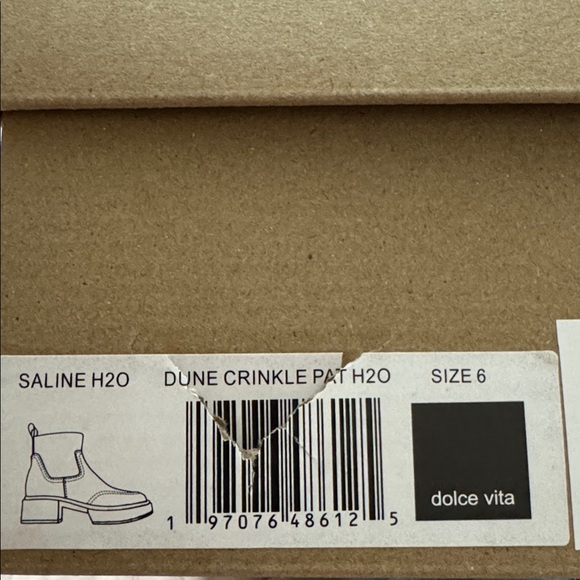 SALINE H2O DUNE CRINKLE PAT H2O SIZE 6
dolce vita
1 97076 48612 5